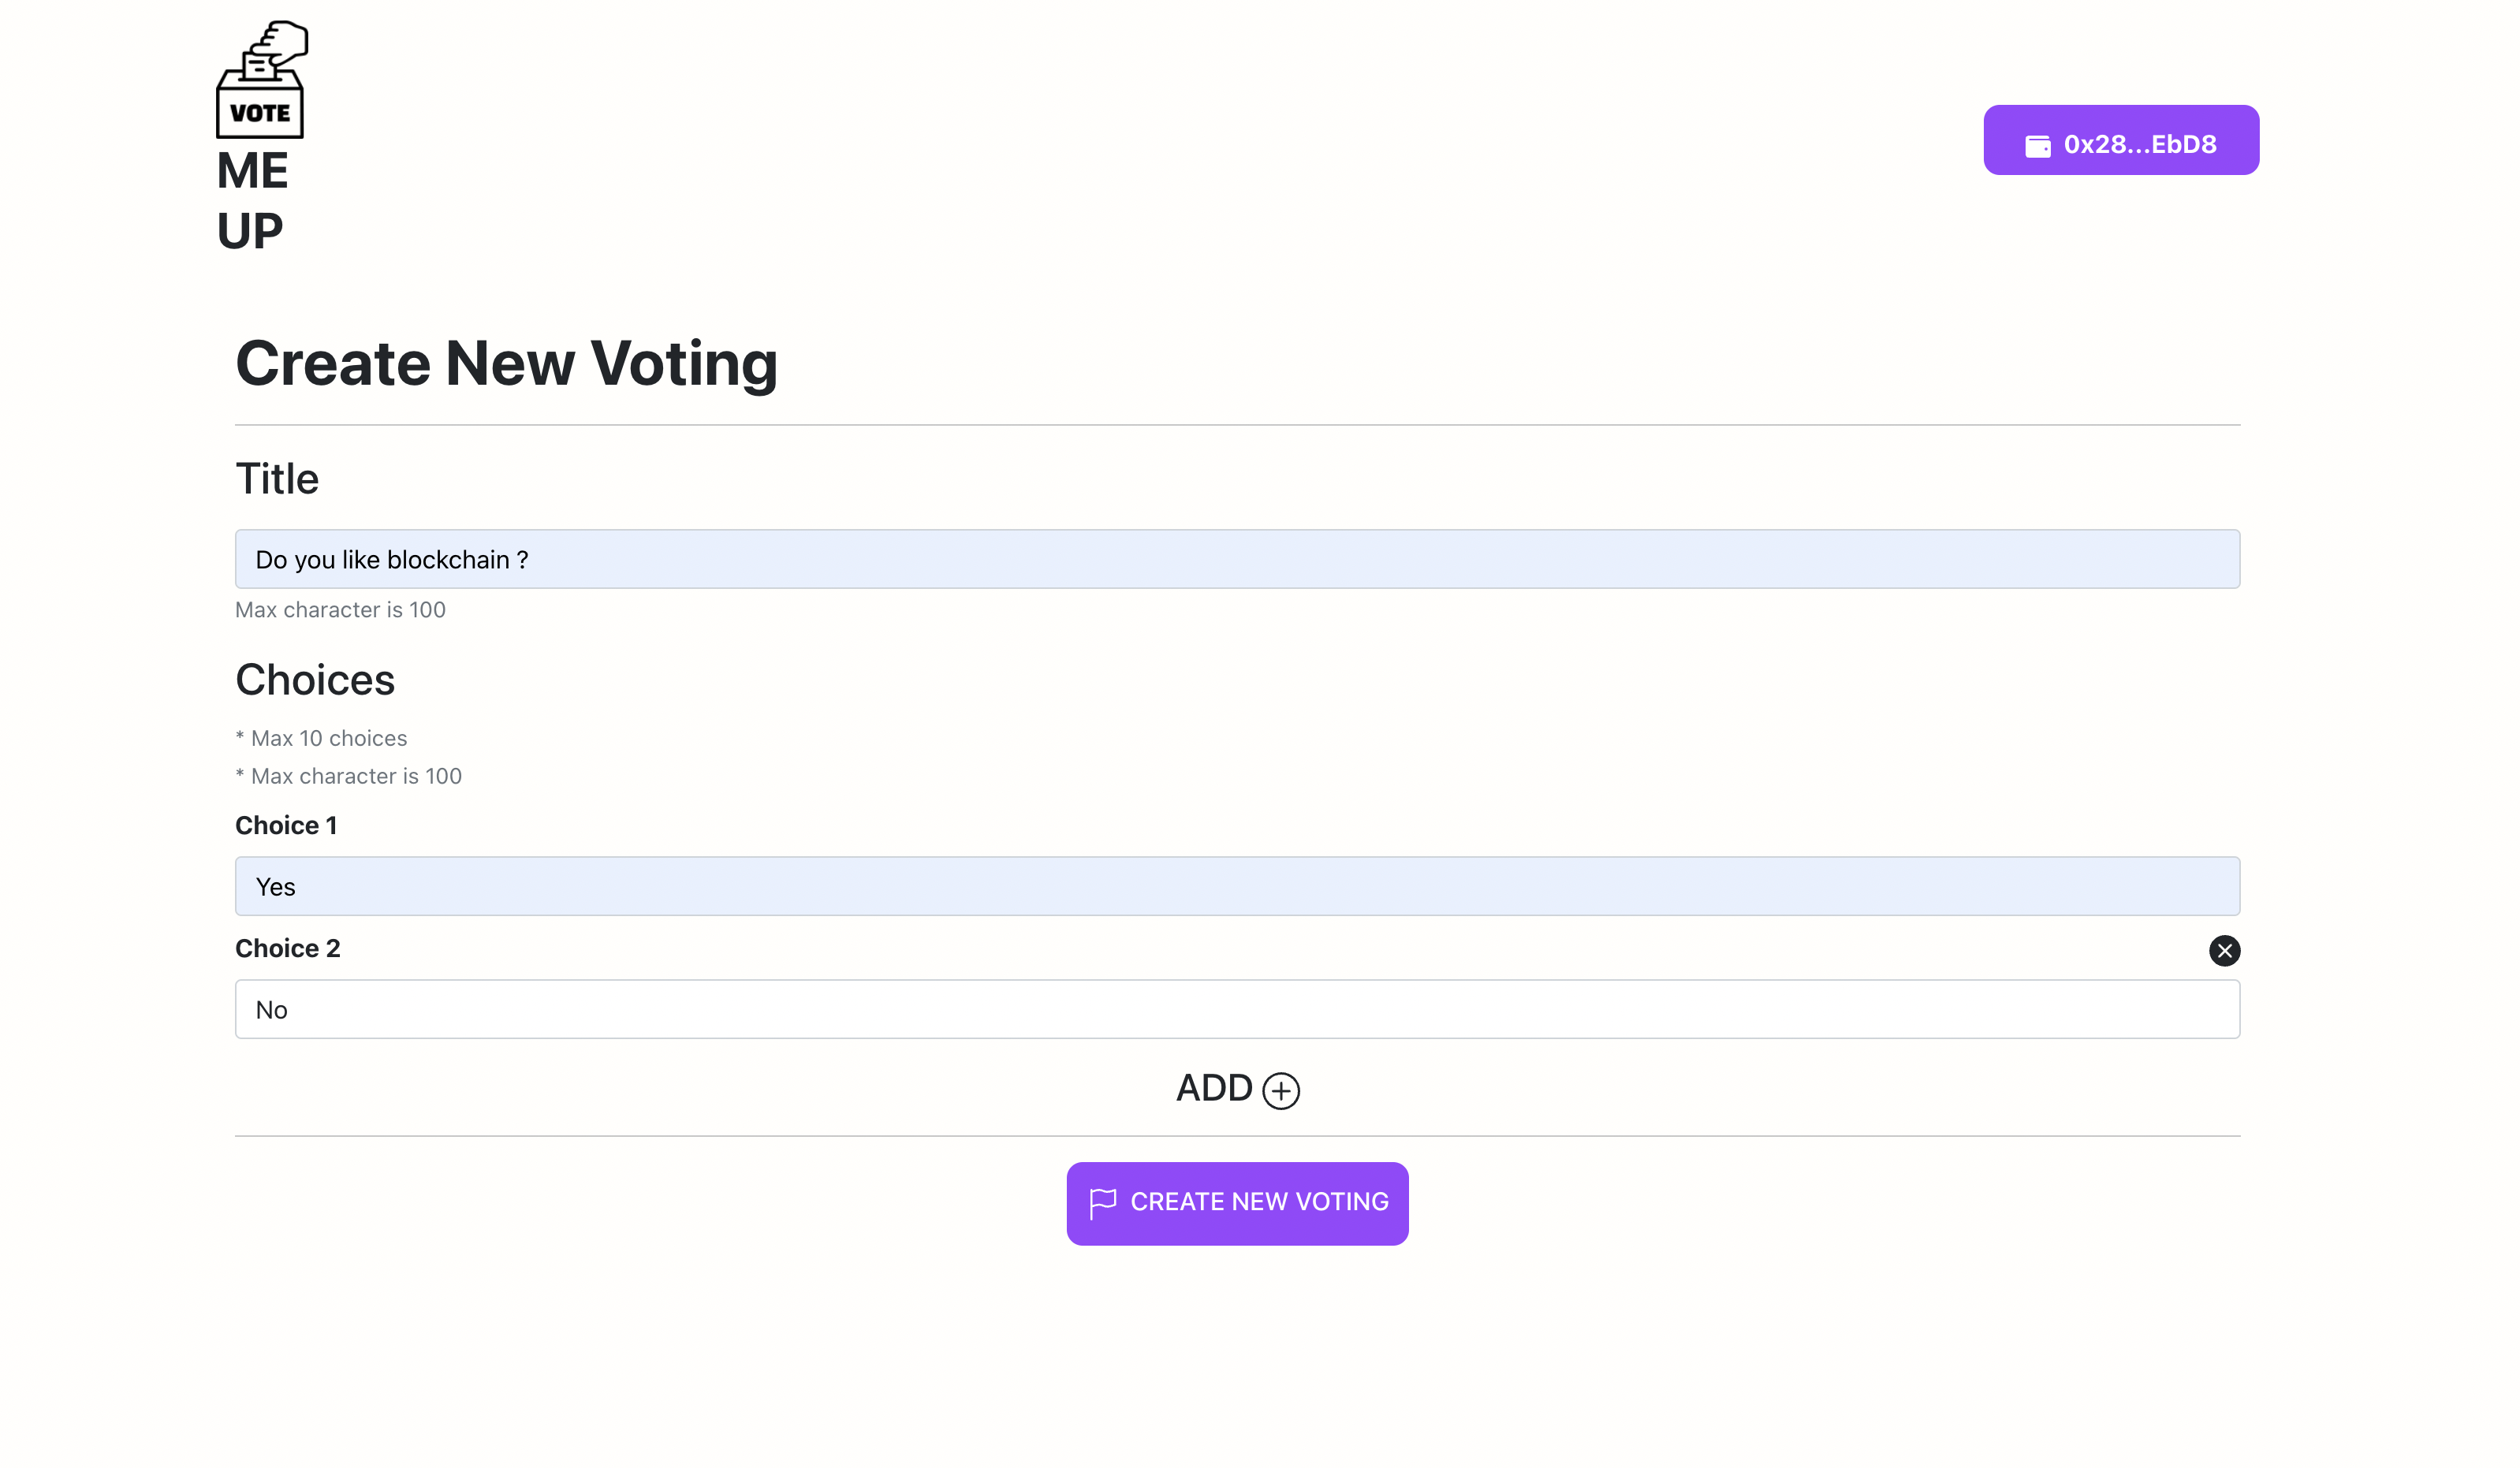 VOTE
ME
UP
0x28...EbD8
Create New Voting
Title
Do you like blockchain ?
Max character is 100
Choices
* Max 10 choices
* Max character is 100
Choice 1
Yes
Choice 2
No
ADD
CREATE NEW VOTING